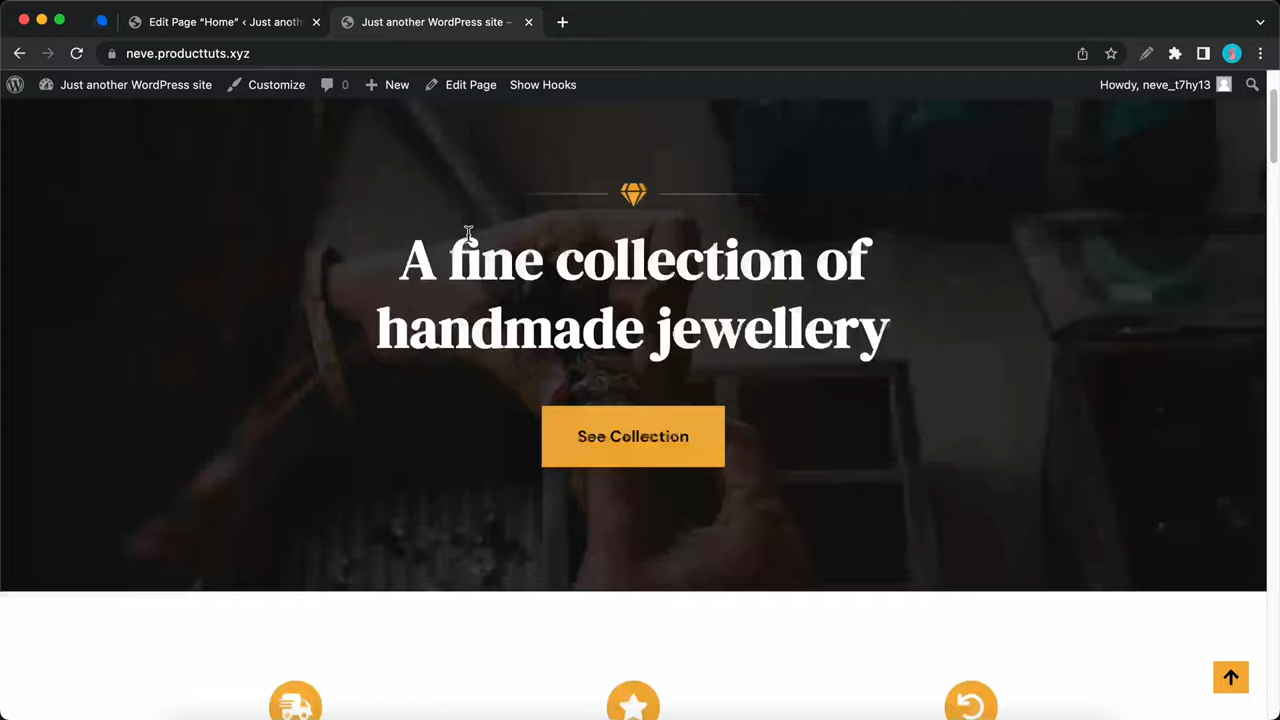 Edit Page “Home” ‹ Just anoth
Just another WordPress site –
neve.producttuts.xyz
Just another WordPress site
Customize
0
New
Edit Page
Show Hooks
Howdy, neve_t7hy13
A fine collection of
handmade jewellery
See Collection